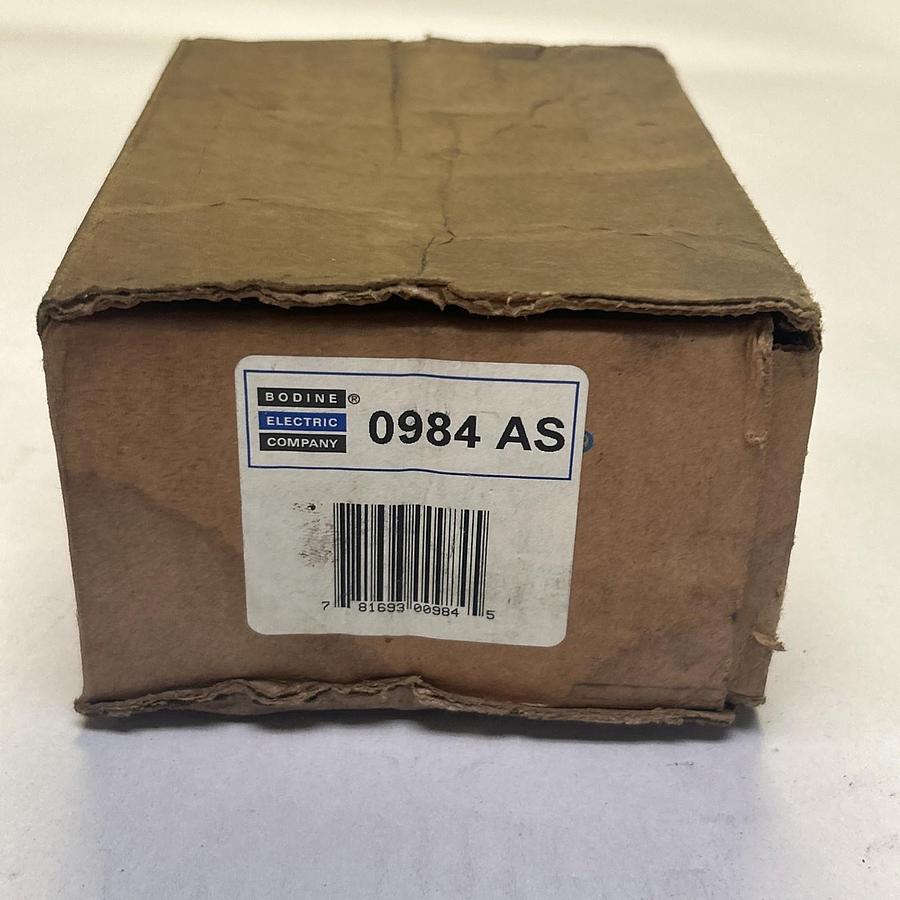 BODINE ®
ELECTRIC
COMPANY
0984 AS
7 81693 00984 5